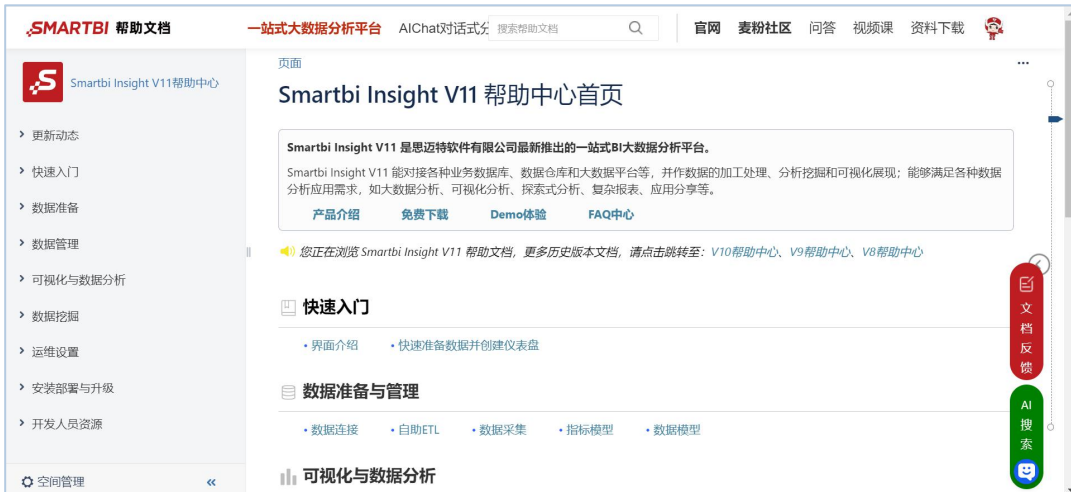 SMARTBI 帮助文档 一站式大数据分析平台 AIChat对话式分 搜索帮助文档 官网 麦粉社区 问答 视频课 资料下载
Smartbi Insight V11帮助中心
更新动态
快速入门
数据准备
数据管理
可视化与数据分析
数据挖掘
运维设置
安装部署与升级
开发人员资源
空间管理
页面
Smartbi Insight V11 帮助中心首页
Smartbi Insight V11 是思迈特软件有限公司最新推出的一站式BI大数据分析平台。
Smartbi Insight V11 能对接各种业务数据库、数据仓库和大数据平台等，并作数据的加工处理、分析挖掘和可视化展现；能够满足各种数据
分析应用需求，如大数据分析、可视化分析、探索式分析、复杂报表、应用分享等。
产品介绍 免费下载 Demo体验 FAQ中心
您正在浏览 Smartbi Insight V11 帮助文档，更多历史版本文档，请点击跳转至：V10帮助中心、V9帮助中心、V8帮助中心
快速入门
• 界面介绍 • 快速准备数据并创建仪表盘
数据准备与管理
• 数据连接 • 自助ETL • 数据采集 • 指标模型 • 数据模型
可视化与数据分析
文档反馈
AI搜索